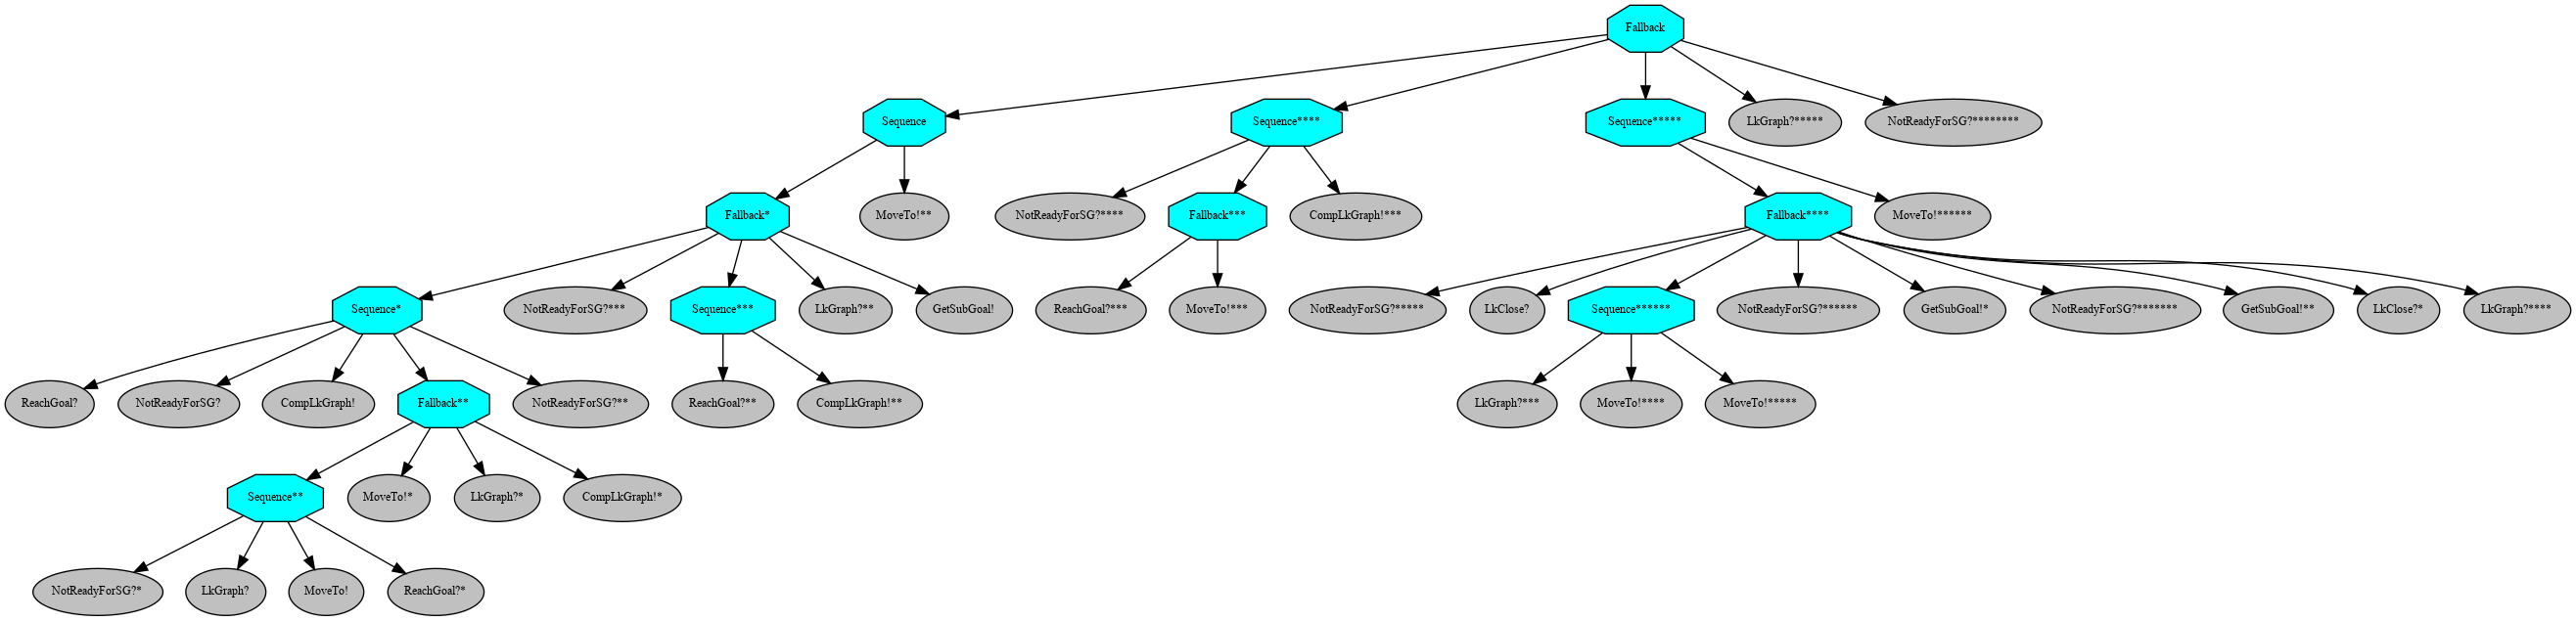 Fallback
Sequence
Sequence****
Sequence*****
LkGraph?*****
NotReadyForSG?********
Fallback*
MoveTo!**
NotReadyForSG?****
Fallback***
CompLkGraph!***
Fallback****
MoveTo!******
Sequence*
NotReadyForSG?***
Sequence***
LkGraph?**
GetSubGoal!
ReachGoal?***
MoveTo!***
NotReadyForSG?*****
LkClose?
Sequence******
NotReadyForSG?******
GetSubGoal!*
NotReadyForSG?*******
GetSubGoal!**
LkClose?*
LkGraph?****
ReachGoal?
NotReadyForSG?
CompLkGraph!
Fallback**
NotReadyForSG?**
ReachGoal?**
CompLkGraph!**
LkGraph?***
MoveTo!****
MoveTo!*****
Sequence**
MoveTo!*
LkGraph?*
CompLkGraph!*
NotReadyForSG?*
LkGraph?
MoveTo!
ReachGoal?*